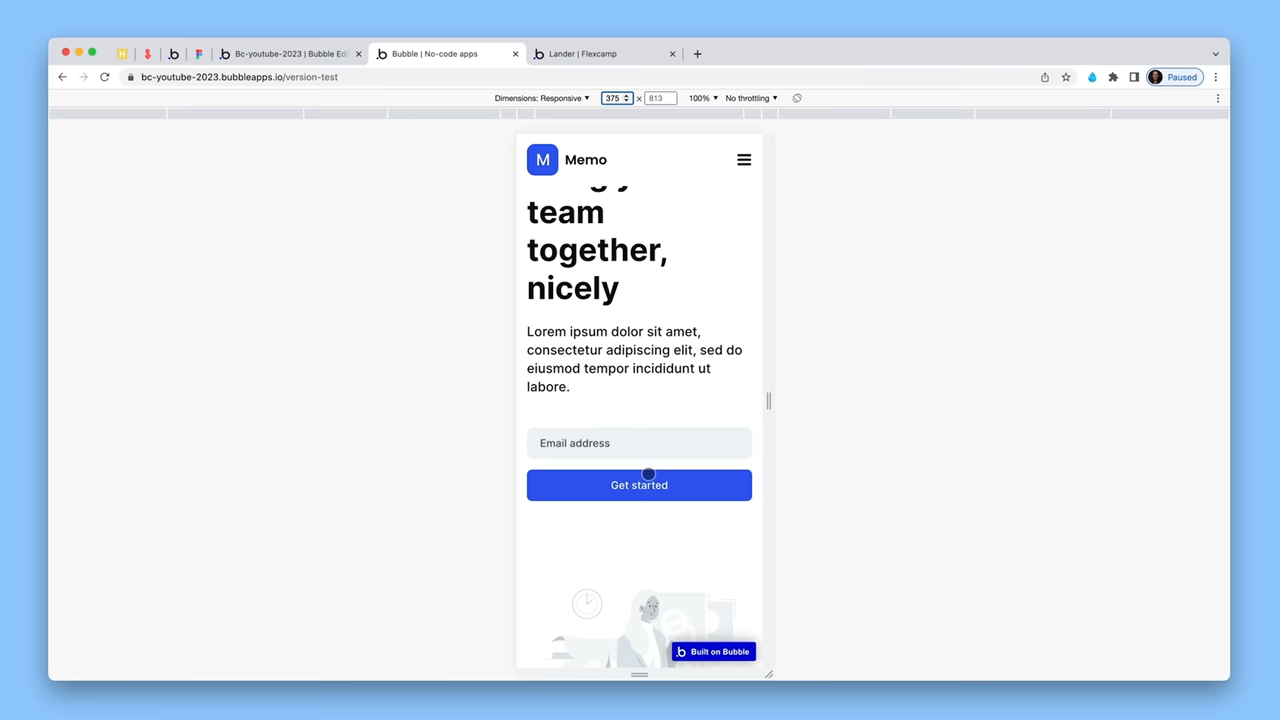 Bc-youtube-2023 | Bubble Edi
Bubble | No-code apps
Lander | Flexcamp
bc-youtube-2023.bubbleapps.io/version-test
Paused
Dimensions: Responsive
375 × 813
100%
No throttling
M
Memo
team
together,
nicely
Lorem ipsum dolor sit amet,
consectetur adipiscing elit, sed do
eiusmod tempor incididunt ut
labore.
Email address
Get started
b Built on Bubble